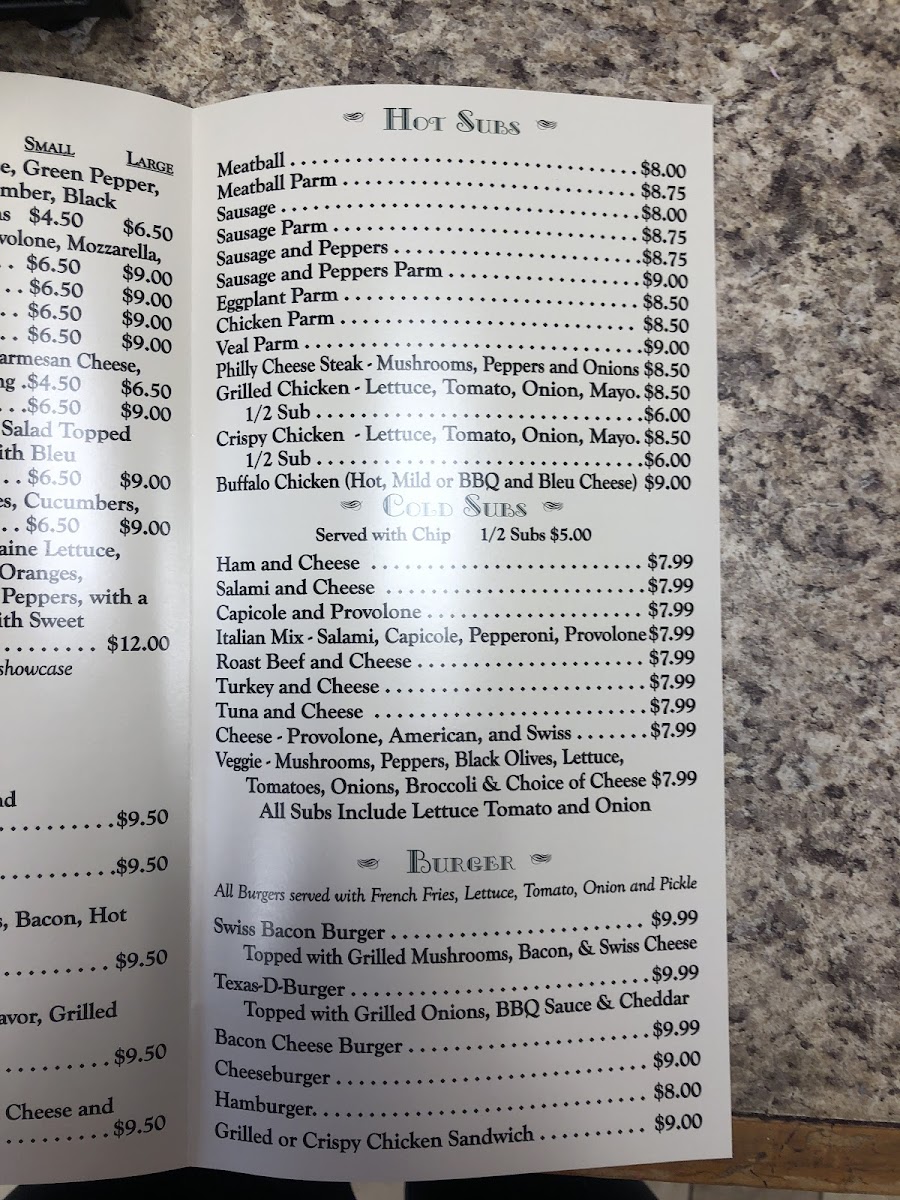 SMALL LARGE
e, Green Pepper,
mber, Black
s $4.50 $6.50
volone, Mozzarella,
. . $6.50 $9.00
. . . $6.50 $9.00
. . $6.50 $9.00
. . $6.50 $9.00
armesan Cheese,
ng .$4.50 $6.50
. . .$6.50 $9.00
Salad Topped
ith Bleu
. . $6.50 $9.00
es, Cucumbers,
. . $6.50 $9.00
aine Lettuce,
Oranges,
Peppers, with a
ith Sweet
. . . . . . . . . $12.00
showcase
nd
. . . . . . . . . . .$9.50
. . . . . . . . . . .$9.50
s, Bacon, Hot
. . . . . . . . . . $9.50
avor, Grilled
. . . . . . . . . .$9.50
Cheese and
. . . . . . . . . .$9.50
HOT SUBS
Meatball . . . . . . . . . . $8.00
Meatball Parm . . . . . . . . . . $8.75
Sausage . . . . . . . . . . $8.00
Sausage Parm . . . . . . . . . . $8.75
Sausage and Peppers . . . . . . . . . . $8.75
Sausage and Peppers Parm . . . . . . . . . . $9.00
Eggplant Parm . . . . . . . . . . $8.50
Chicken Parm . . . . . . . . . . $8.50
Veal Parm . . . . . . . . . . $9.00
Philly Cheese Steak - Mushrooms, Peppers and Onions $8.50
Grilled Chicken - Lettuce, Tomato, Onion, Mayo. $8.50
1/2 Sub . . . . . . . . . . $6.00
Crispy Chicken - Lettuce, Tomato, Onion, Mayo. $8.50
1/2 Sub . . . . . . . . . . $6.00
Buffalo Chicken (Hot, Mild or BBQ and Bleu Cheese) $9.00
COLD SUBS
Served with Chip 1/2 Subs $5.00
Ham and Cheese . . . . . . . . . . $7.99
Salami and Cheese . . . . . . . . . . $7.99
Capicole and Provolone . . . . . . . . . . $7.99
Italian Mix - Salami, Capicole, Pepperoni, Provolone $7.99
Roast Beef and Cheese . . . . . . . . . . $7.99
Turkey and Cheese . . . . . . . . . . $7.99
Tuna and Cheese . . . . . . . . . . $7.99
Cheese - Provolone, American, and Swiss . . . . . . . $7.99
Veggie - Mushrooms, Peppers, Black Olives, Lettuce,
Tomatoes, Onions, Broccoli & Choice of Cheese $7.99
All Subs Include Lettuce Tomato and Onion
BURGER
All Burgers served with French Fries, Lettuce, Tomato, Onion and Pickle
Swiss Bacon Burger . . . . . . . . . . $9.99
Topped with Grilled Mushrooms, Bacon, & Swiss Cheese
Texas-D-Burger . . . . . . . . . . $9.99
Topped with Grilled Onions, BBQ Sauce & Cheddar
Bacon Cheese Burger . . . . . . . . . . $9.99
Cheeseburger . . . . . . . . . . $9.00
Hamburger. . . . . . . . . . $8.00
Grilled or Crispy Chicken Sandwich . . . . . . . . . . $9.00